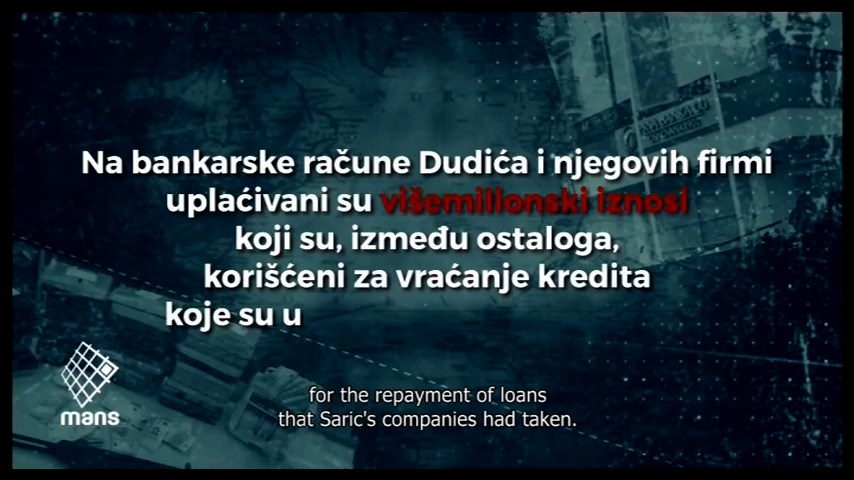 Na bankarske račune Dudića i njegovih firmi
uplaćivani su višemilionski iznosi
koji su, između ostaloga,
korišćeni za vraćanje kredita
koje su u
mans
for the repayment of loans
that Saric's companies had taken.